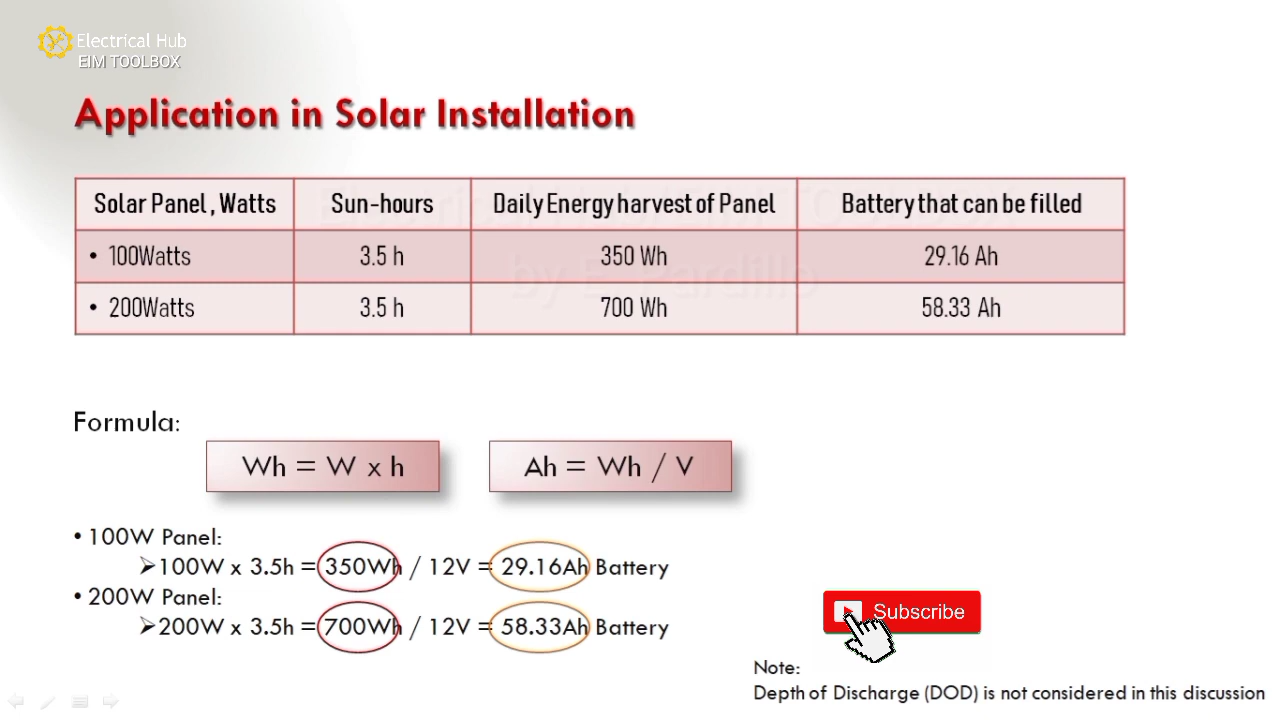 Electrical Hub
EIM TOOLBOX
Application in Solar Installation
Solar Panel , Watts Sun-hours Daily Energy harvest of Panel Battery that can be filled
• 100Watts 3.5 h 350 Wh 29.16 Ah
• 200Watts 3.5 h 700 Wh 58.33 Ah
by E. Pardillo
Formula:
Wh = W x h Ah = Wh / V
• 100W Panel:
➢100W x 3.5h = 350Wh / 12V = 29.16Ah Battery
• 200W Panel:
➢200W x 3.5h = 700Wh / 12V = 58.33Ah Battery
Subscribe
Note:
Depth of Discharge (DOD) is not considered in this discussion